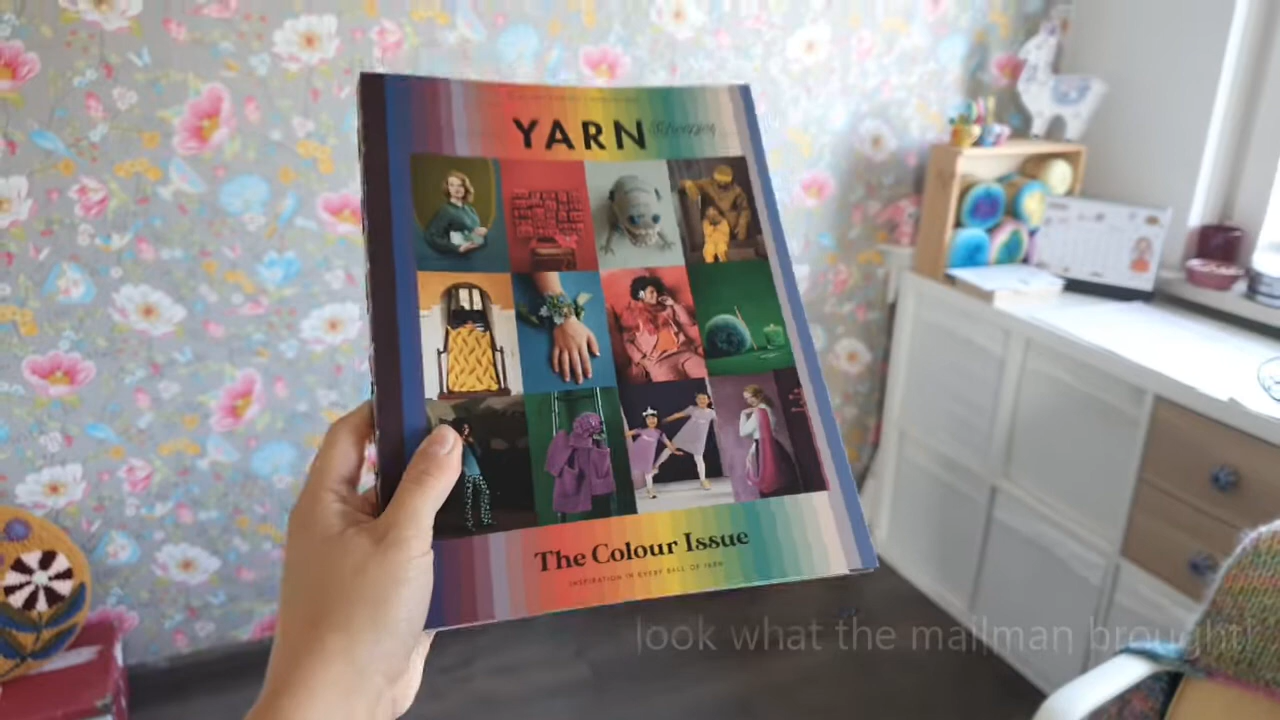 YARN
The Colour Issue
INSPIRATION IN EVERY BALL OF YARN
look what the mailman brought!